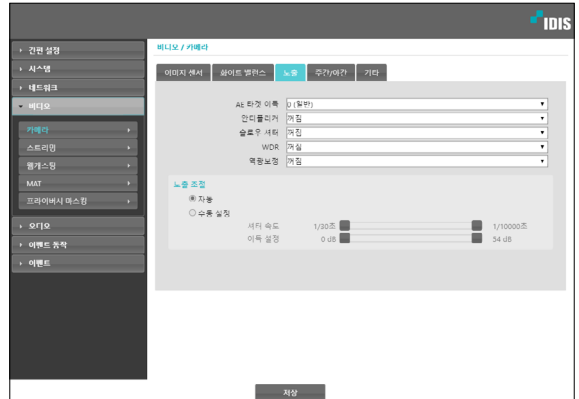 IDIS
간편 설정
시스템
네트워크
비디오
카메라
스트리밍
웹캐스팅
MAT
프라이버시 마스킹
오디오
이벤트 동작
이벤트
비디오 / 카메라
이미지 센서 화이트 밸런스 노출 주간/야간 기타
AE 타겟 이득 0 (일반)
안티플리커 꺼짐
슬로우 셔터 꺼짐
WDR 꺼짐
역광보정 꺼짐
노출 조절
자동
수동 설정
셔터 속도 1/30초 1/10000초
이득 설정 0 dB 34 dB
저장